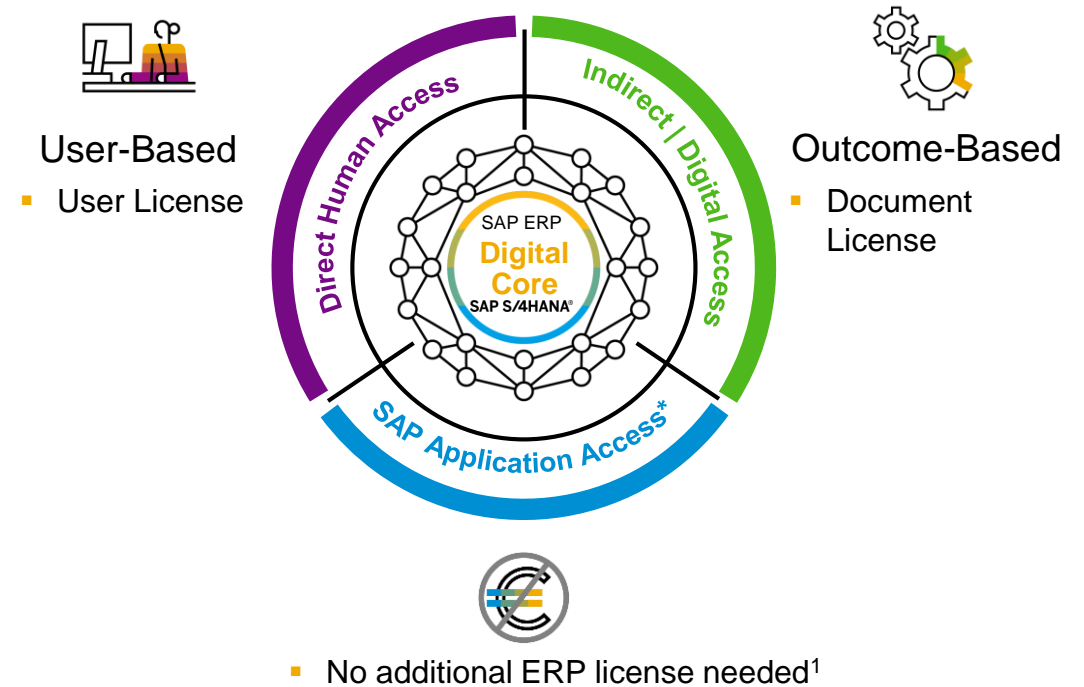 User-Based
▪ User License
Direct Human Access
Indirect | Digital Access
Outcome-Based
▪ Document
License
SAP ERP
Digital
Core
SAP S/4HANA®
SAP Application Access*
▪ No additional ERP license needed¹